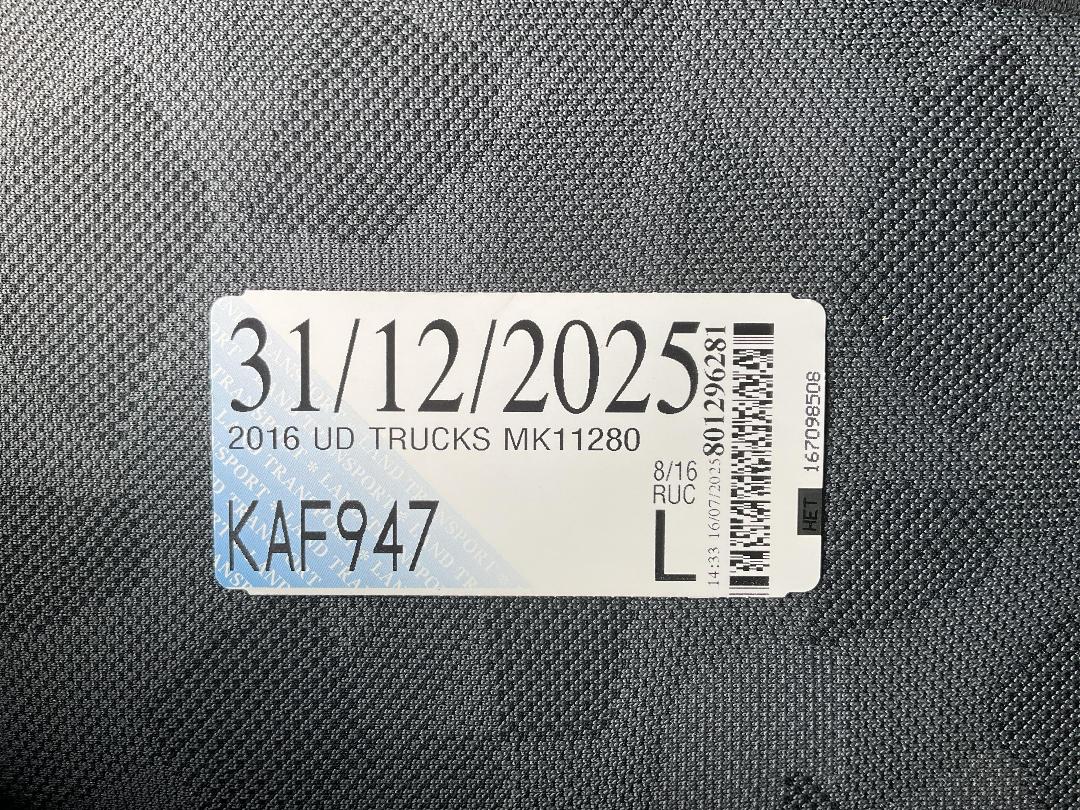 31/12/2025
2016 UD TRUCKS MK11280
KAF947
8/16
RUC
L
14:33 16/07/2025
801296281
167098508
HET